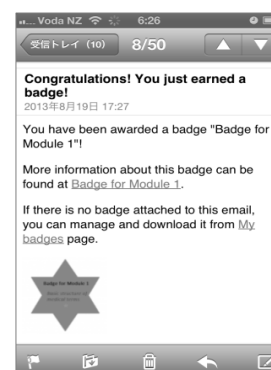 Voda NZ 6:26
受信トレイ (10) 8/50
Congratulations! You just earned a
badge!
2013年8月19日 17:27
You have been awarded a badge "Badge for
Module 1"!
More information about this badge can be
found at Badge for Module 1.
If there is no badge attached to this email,
you can manage and download it from My
badges page.
Badge for Module 1